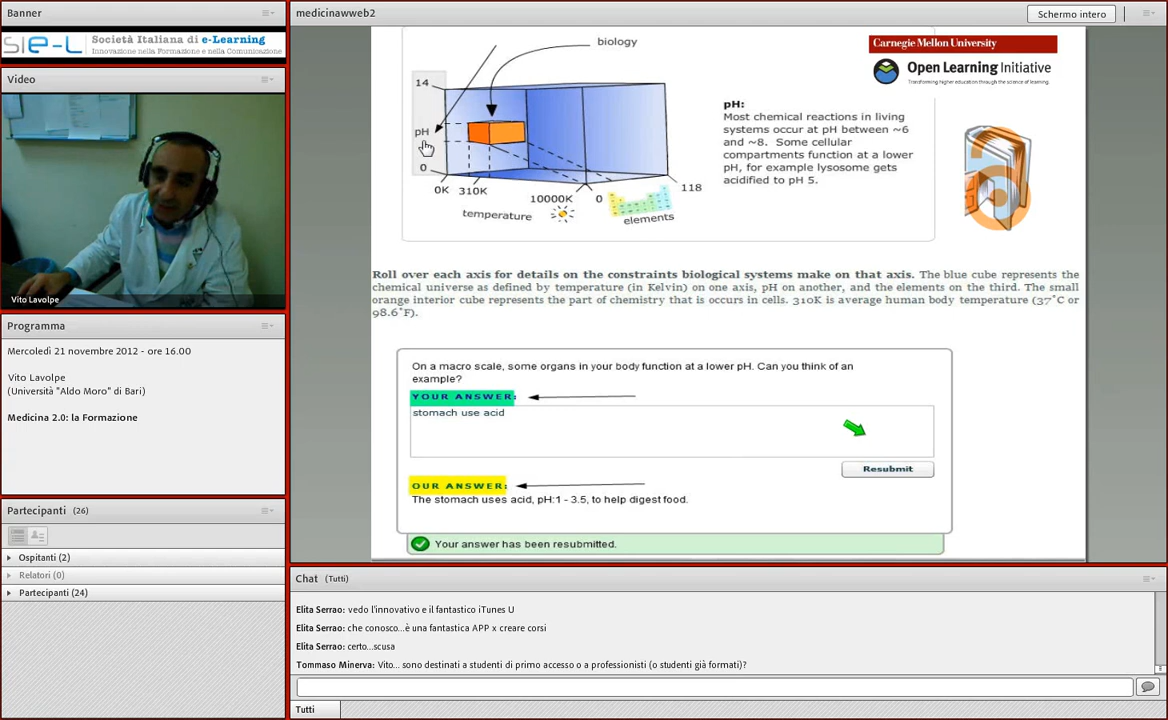 Banner
SIe-L Società Italiana di e-Learning
Innovazione nella Formazione e nella Comunicazione
Video
Vito Lavolpe
Programma
Mercoledì 21 novembre 2012 - ore 16.00
Vito Lavolpe
(Università "Aldo Moro" di Bari)
Medicina 2.0: la Formazione
Partecipanti (26)
Ospitanti (2)
Relatori (0)
Partecipanti (24)
medicinawweb2
Schermo intero
biology
14
pH
0
0K
310K
10000K
0
118
temperature
elements
Carnegie Mellon University
Open Learning Initiative
Transforming higher education through the science of learning
pH:
Most chemical reactions in living
systems occur at pH between ~6
and ~8. Some cellular
compartments function at a lower
pH, for example lysosome gets
acidified to pH 5.
Roll over each axis for details on the constraints biological systems make on that axis. The blue cube represents the
chemical universe as defined by temperature (in Kelvin) on one axis, pH on another, and the elements on the third. The small
orange interior cube represents the part of chemistry that is occurs in cells. 310K is average human body temperature (37˚C or
98.6˚F).
On a macro scale, some organs in your body function at a lower pH. Can you think of an
example?
YOUR ANSWER:
stomach use acid
Resubmit
OUR ANSWER:
The stomach uses acid, pH:1 - 3.5, to help digest food.
Your answer has been resubmitted.
Chat (Tutti)
Elita Serrao: vedo l'innovativo e il fantastico iTunes U
Elita Serrao: che conosco...è una fantastica APP x creare corsi
Elita Serrao: certo...scusa
Tommaso Minerva: Vito... sono destinati a studenti di primo accesso o a professionisti (o studenti già formati)?
Tutti